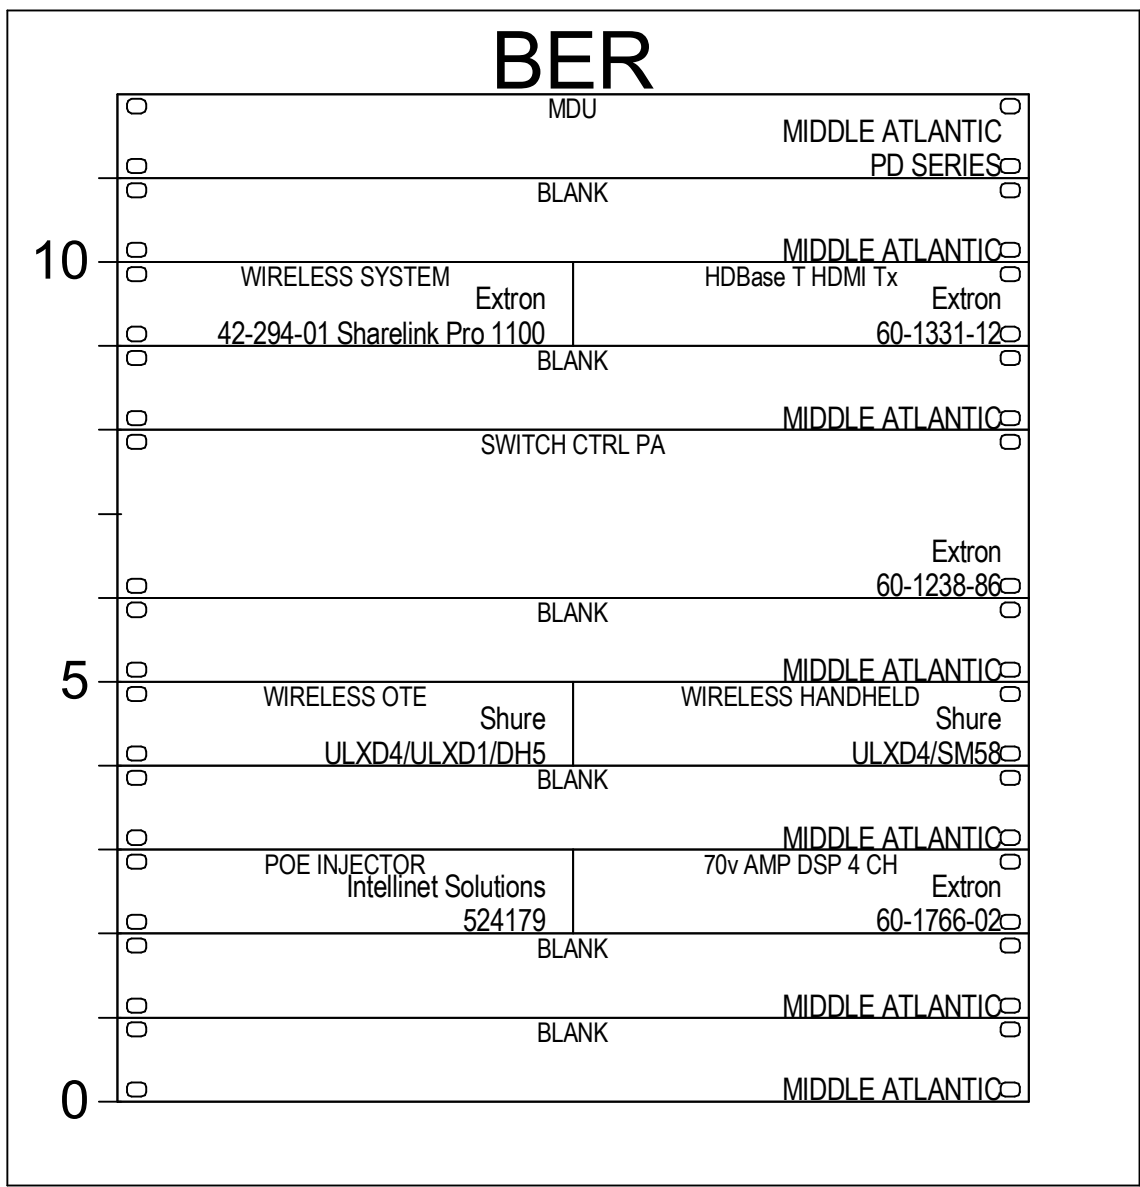 BER
MDU
MIDDLE ATLANTIC
PD SERIES
BLANK
10
MIDDLE ATLANTIC
WIRELESS SYSTEM
Extron
42-294-01 Sharelink Pro 1100
HDBase T HDMI Tx
Extron
60-1331-12
BLANK
MIDDLE ATLANTIC
SWITCH CTRL PA
Extron
60-1238-86
BLANK
5
MIDDLE ATLANTIC
WIRELESS OTE
Shure
ULXD4/ULXD1/DH5
WIRELESS HANDHELD
Shure
ULXD4/SM58
BLANK
MIDDLE ATLANTIC
POE INJECTOR
Intellinet Solutions
524179
70v AMP DSP 4 CH
Extron
60-1766-02
BLANK
MIDDLE ATLANTIC
BLANK
0
MIDDLE ATLANTIC